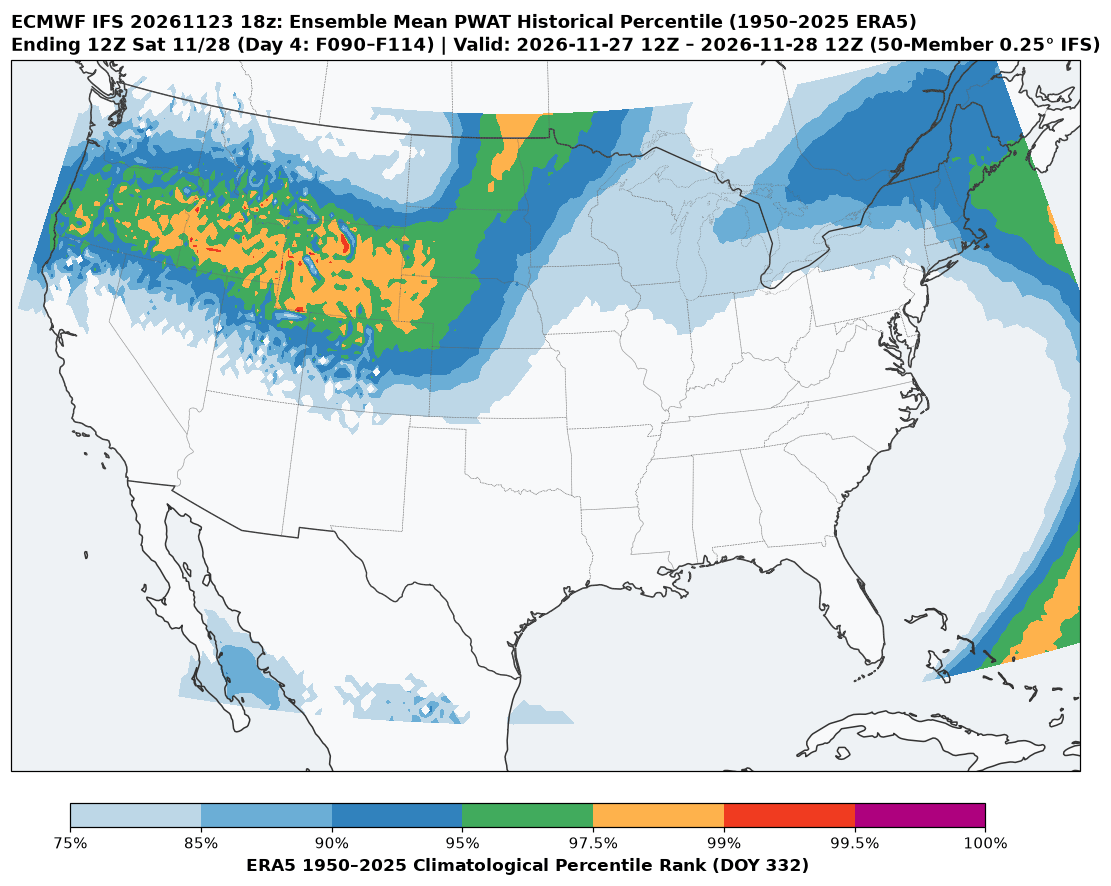 ECMWF IFS 20261123 18z: Ensemble Mean PWAT Historical Percentile (1950–2025 ERA5)
Ending 12Z Sat 11/28 (Day 4: F090–F114) | Valid: 2026-11-27 12Z – 2026-11-28 12Z (50-Member 0.25° IFS)
75% 85% 90% 95% 97.5% 99% 99.5% 100%
ERA5 1950–2025 Climatological Percentile Rank (DOY 332)